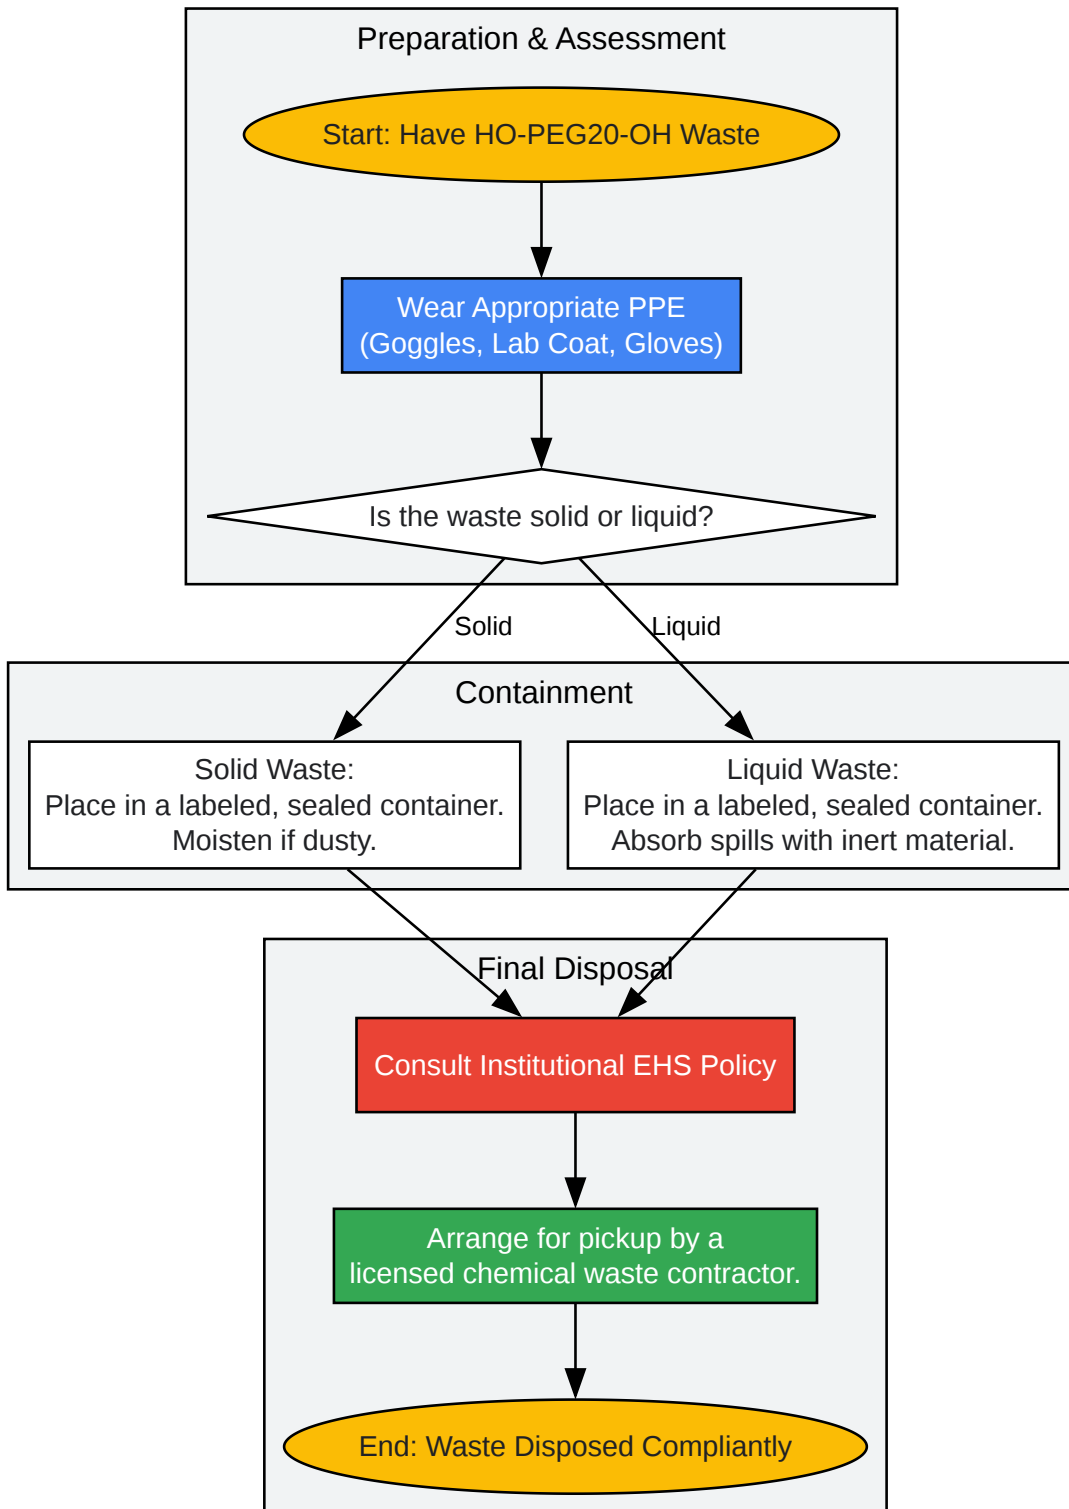 Preparation & Assessment
Start: Have HO-PEG20-OH Waste
Wear Appropriate PPE
(Goggles, Lab Coat, Gloves)
Is the waste solid or liquid?
Solid
Liquid
Containment
Solid Waste:
Place in a labeled, sealed container.
Moisten if dusty.
Liquid Waste:
Place in a labeled, sealed container.
Absorb spills with inert material.
Final Disposal
Consult Institutional EHS Policy
Arrange for pickup by a
licensed chemical waste contractor.
End: Waste Disposed Compliantly